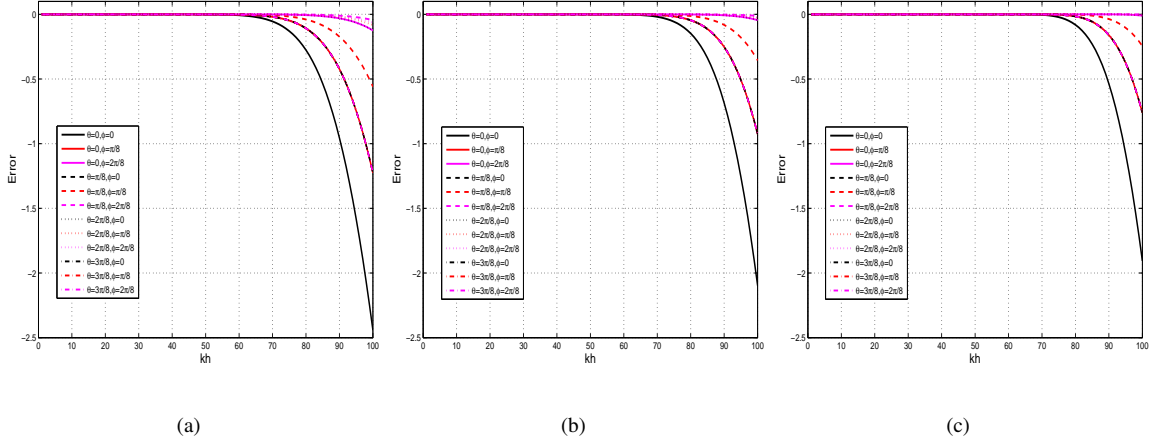 0
−0.5
−1
−1.5
−2
−2.5
Error
θ=0,ϕ=0
θ=0,ϕ=π/8
θ=0,ϕ=2π/8
θ=π/8,ϕ=0
θ=π/8,ϕ=π/8
θ=π/8,ϕ=2π/8
θ=2π/8,ϕ=0
θ=2π/8,ϕ=π/8
θ=2π/8,ϕ=2π/8
θ=3π/8,ϕ=0
θ=3π/8,ϕ=π/8
θ=3π/8,ϕ=2π/8
0 10 20 30 40 50 60 70 80 90 100
kh
(a)
0
−0.5
−1
−1.5
−2
−2.5
Error
θ=0,ϕ=0
θ=0,ϕ=π/8
θ=0,ϕ=2π/8
θ=π/8,ϕ=0
θ=π/8,ϕ=π/8
θ=π/8,ϕ=2π/8
θ=2π/8,ϕ=0
θ=2π/8,ϕ=π/8
θ=2π/8,ϕ=2π/8
θ=3π/8,ϕ=0
θ=3π/8,ϕ=π/8
θ=3π/8,ϕ=2π/8
0 10 20 30 40 50 60 70 80 90 100
kh
(b)
0
−0.5
−1
−1.5
−2
−2.5
Error
θ=0,ϕ=0
θ=0,ϕ=π/8
θ=0,ϕ=2π/8
θ=π/8,ϕ=0
θ=π/8,ϕ=π/8
θ=π/8,ϕ=2π/8
θ=2π/8,ϕ=0
θ=2π/8,ϕ=π/8
θ=2π/8,ϕ=2π/8
θ=3π/8,ϕ=0
θ=3π/8,ϕ=π/8
θ=3π/8,ϕ=2π/8
0 10 20 30 40 50 60 70 80 90 100
kh
(c)